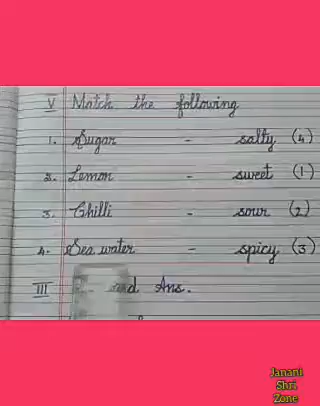 V Match the following
1. Sugar - salty (4)
2. Lemon - sweet (1)
3. Chilli - sour (2)
4. Sea water - spicy (3)
III and Ans.
Janani
Shri
Zone